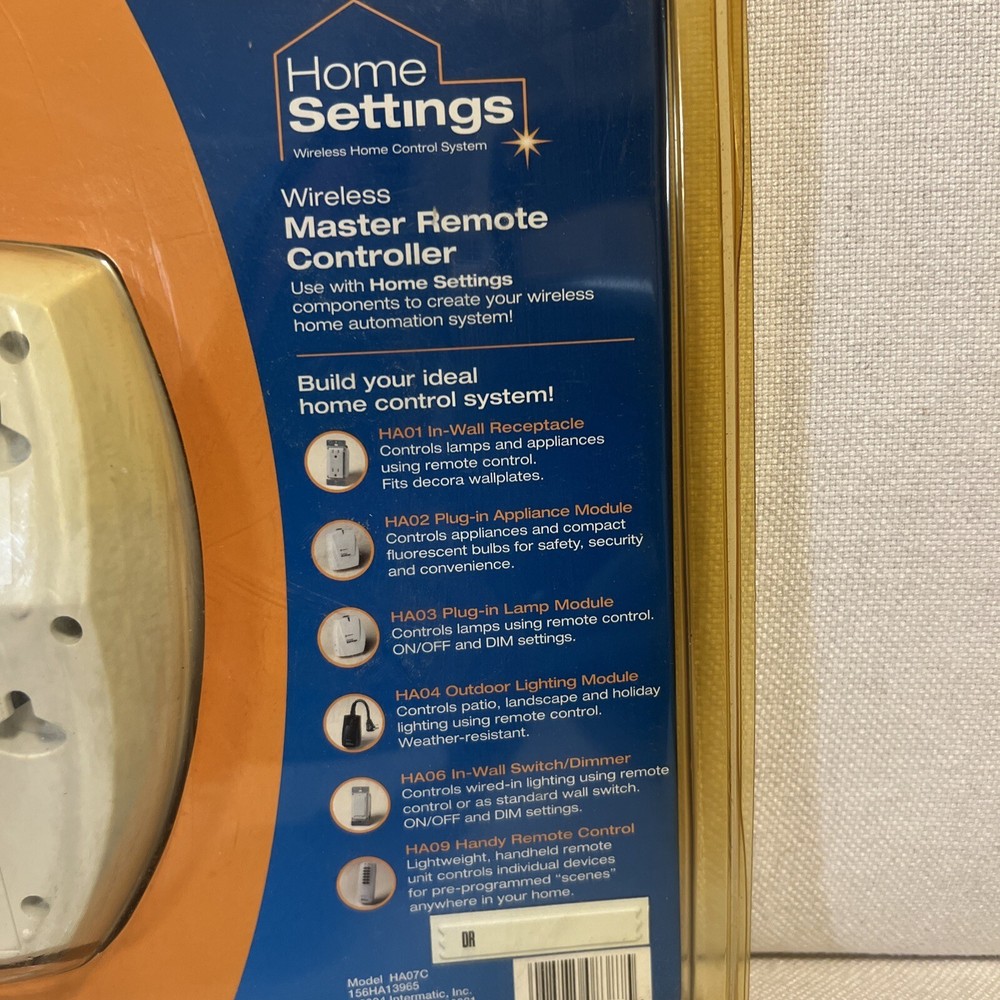 Home
Settings
Wireless Home Control System
Wireless
Master Remote
Controller
Use with Home Settings
components to create your wireless
home automation system!
Build your ideal
home control system!
HA01 In-Wall Receptacle
Controls lamps and appliances
using remote control.
Fits decora wallplates.
HA02 Plug-in Appliance Module
Controls appliances and compact
fluorescent bulbs for safety, security
and convenience.
HA03 Plug-in Lamp Module
Controls lamps using remote control.
ON/OFF and DIM settings.
HA04 Outdoor Lighting Module
Controls patio, landscape and holiday
lighting using remote control.
Weather-resistant.
HA06 In-Wall Switch/Dimmer
Controls wired-in lighting using remote
control or as standard wall switch.
ON/OFF and DIM settings.
HA09 Handy Remote Control
Lightweight, handheld remote
unit controls individual devices
for pre-programmed "scenes"
anywhere in your home.
DR
Model HA07C
156HA13965
Intermatic, Inc.